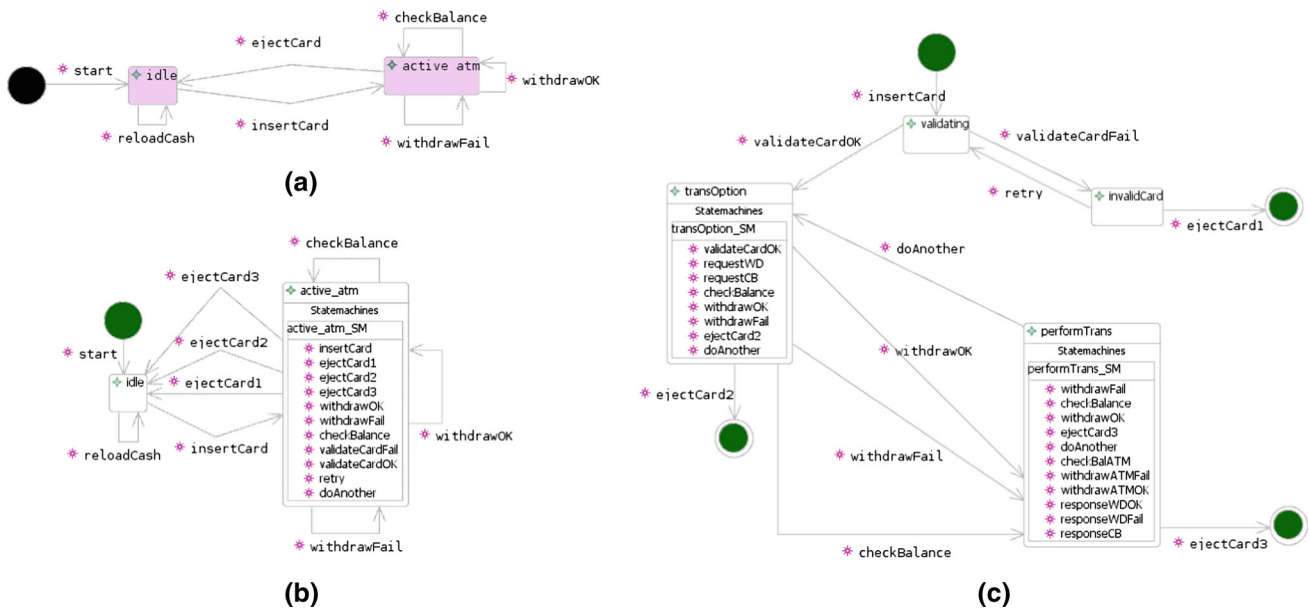 checkBalance
ejectCard
start
idle
active atm
withdrawOK
reloadCash
insertCard
withdrawFail
(a)
checkBalance
ejectCard3
active_atm
Statemachines
active_atm_SM
insertCard
ejectCard1
ejectCard2
ejectCard3
withdrawOK
withdrawFail
checkBalance
validateCardFail
validateCardOK
retry
doAnother
ejectCard2
start
idle
ejectCard1
reloadCash
insertCard
withdrawOK
withdrawFail
(b)
insertCard
validating
validateCardOK
validateCardFail
retry
invalidCard
ejectCard1
transOption
Statemachines
transOption_SM
validateCardOK
requestWD
requestCB
checkBalance
withdrawOK
withdrawFail
ejectCard2
doAnother
doAnother
withdrawOK
ejectCard2
withdrawFail
checkBalance
performTrans
Statemachines
performTrans_SM
withdrawFail
checkBalance
withdrawOK
ejectCard3
doAnother
checkBalATM
withdrawATMFail
withdrawATMOK
responseWDOK
responseWDFail
responseCB
ejectCard3
(c)